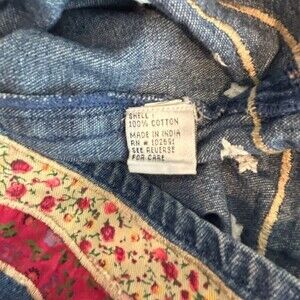 SHELL:
100% COTTON
MADE IN INDIA
RN # 102691
SEE REVERSE
FOR CARE